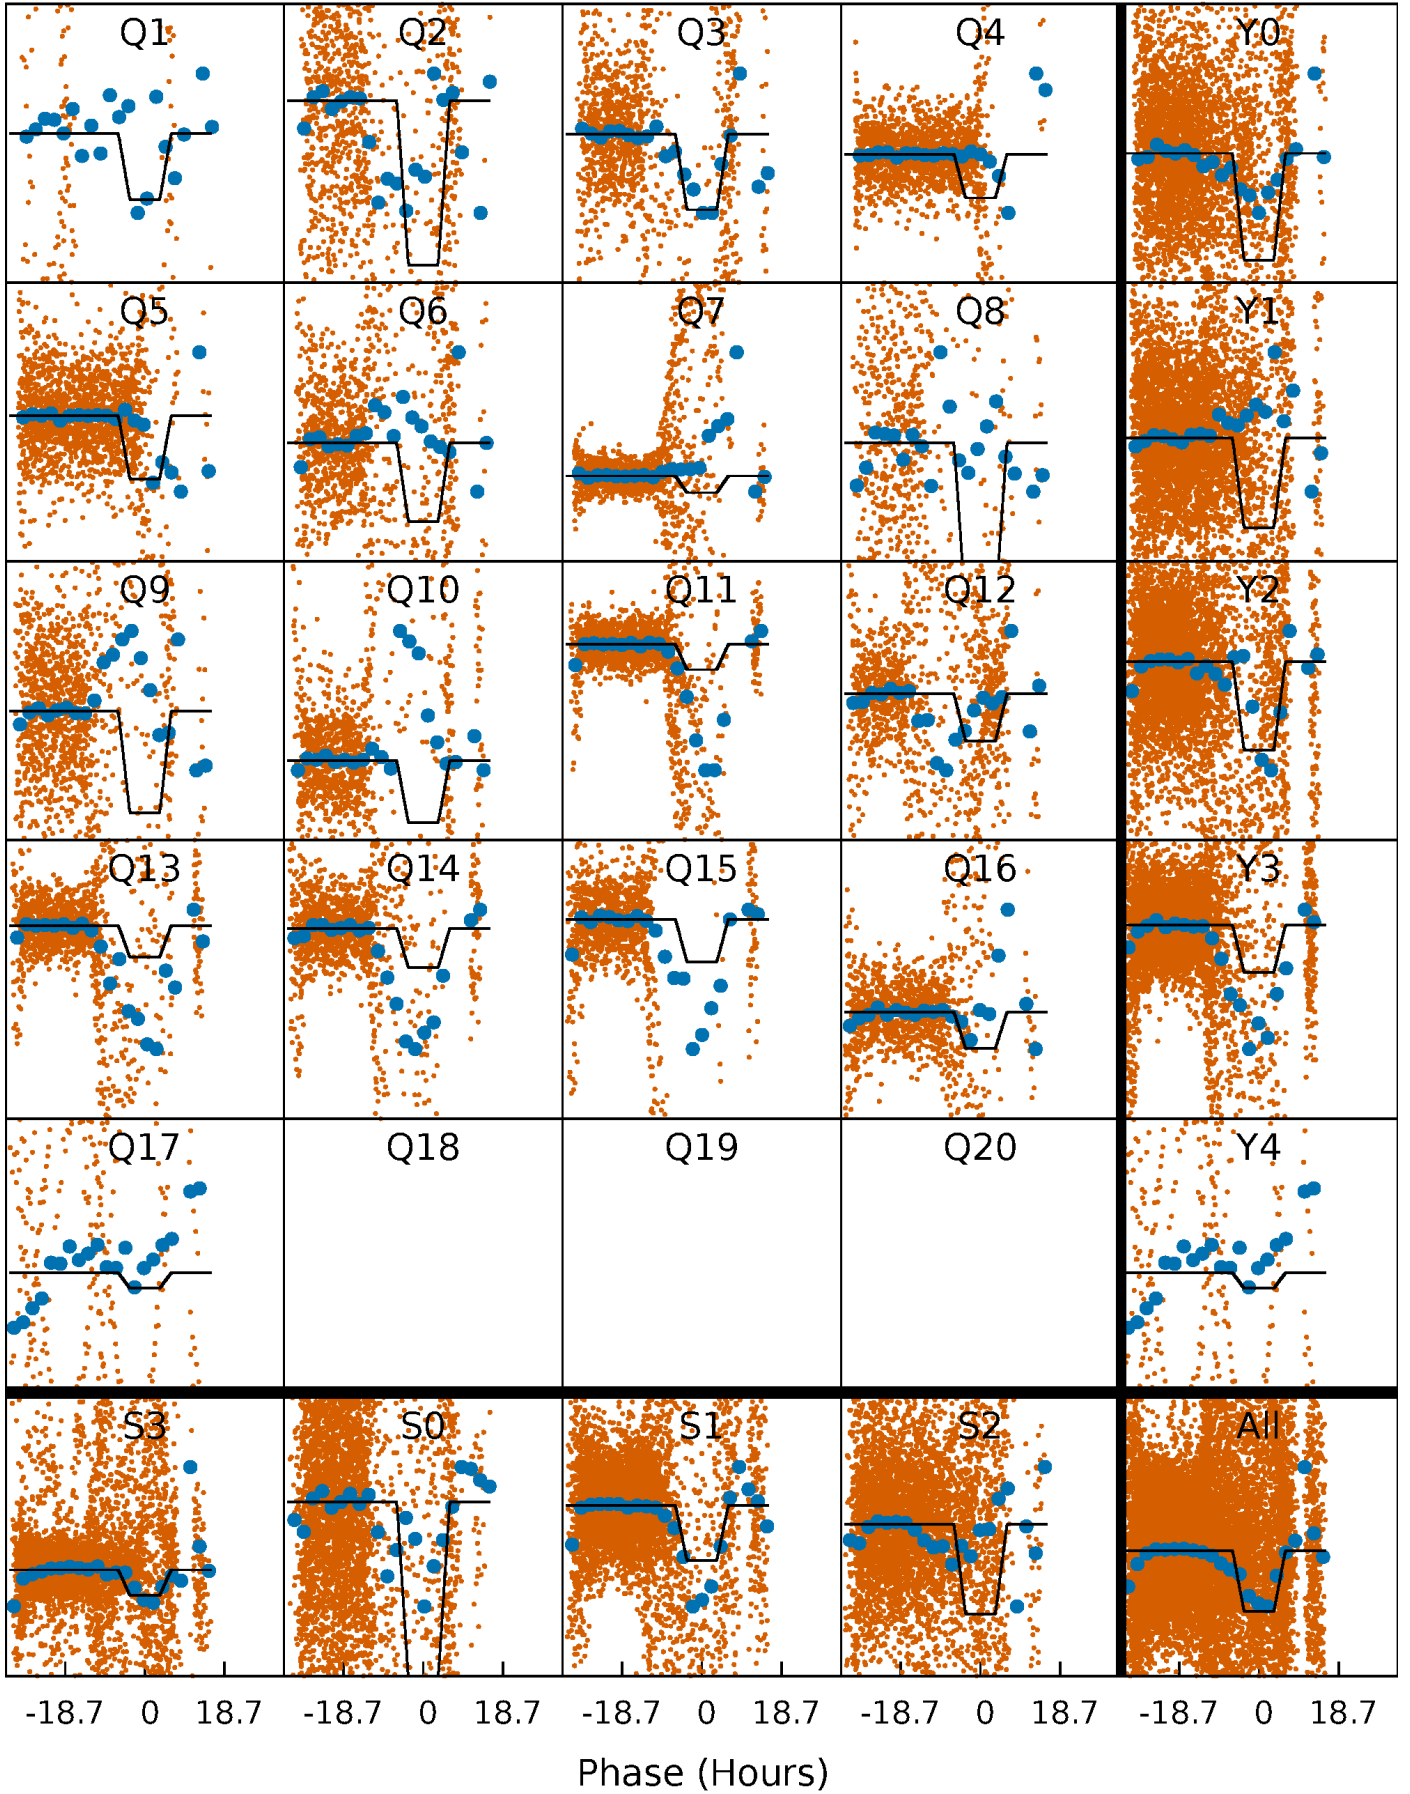 Q1 Q2 Q3 Q4 Y0
Q5 Q6 Q7 Q8 Y1
Q9 Q10 Q11 Q12 Y2
Q13 Q14 Q15 Q16 Y3
Q17 Q18 Q19 Q20 Y4
S3 S0 S1 S2 All
-18.7 0 18.7 -18.7 0 18.7 -18.7 0 18.7 -18.7 0 18.7 -18.7 0 18.7
Phase (Hours)